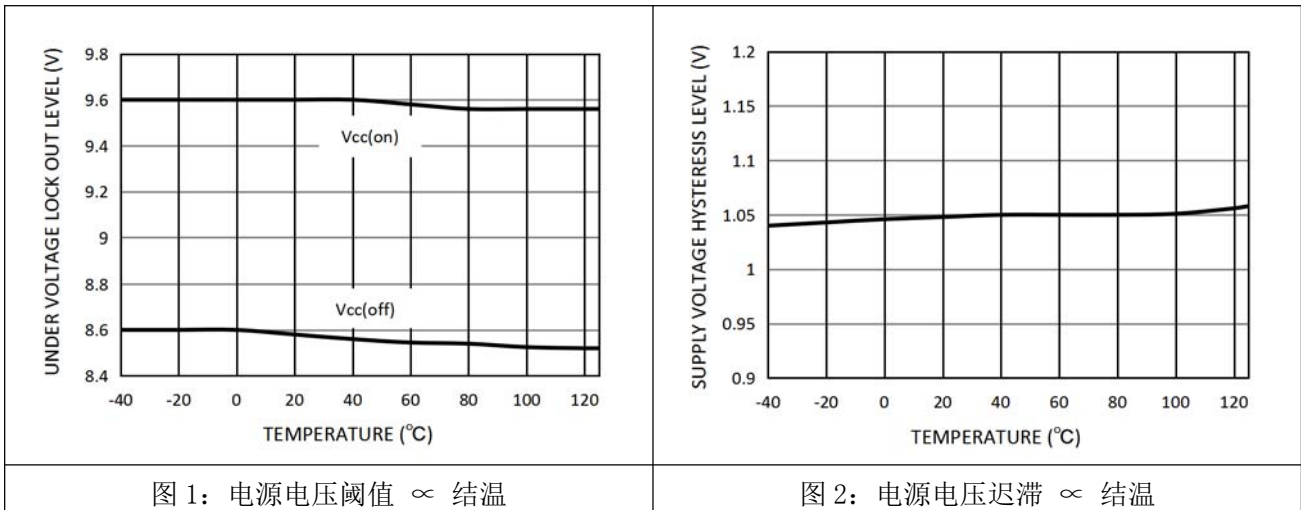 UNDER VOLTAGE LOCK OUT LEVEL (V)
9.8
9.6
9.4
9.2
9
8.8
8.6
8.4
Vcc(on)
Vcc(off)
-40 -20 0 20 40 60 80 100 120
TEMPERATURE (°C)
图 1：电源电压阈值 ∝ 结温
SUPPLY VOLTAGE HYSTERESIS LEVEL (V)
1.2
1.15
1.1
1.05
1
0.95
0.9
-40 -20 0 20 40 60 80 100 120
TEMPERATURE (°C)
图 2：电源电压迟滞 ∝ 结温